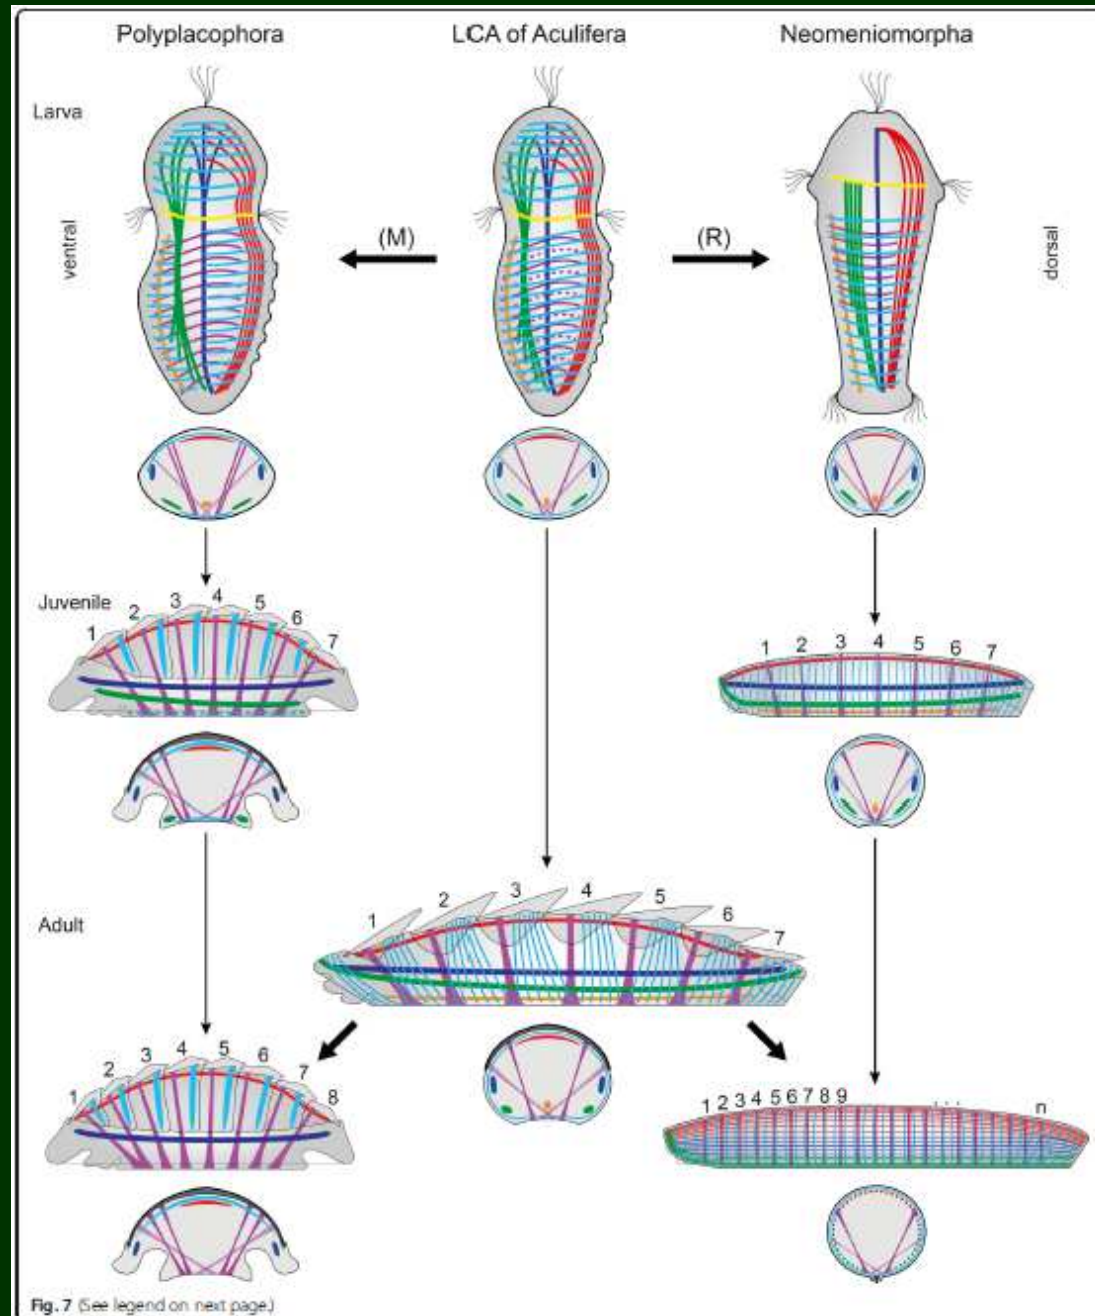 Polyplacophora LCA of Aculifera Neomeniomorpha
Larva
ventral
(M)
(R)
dorsal
Juvenile
1 2 3 4 5 6 7
1 2 3 4 5 6 7
Adult
1 2 3 4 5 6 7
1 2 3 4 5 6 7 8
1 2 3 4 5 6 7 8 9 ... n
Fig. 7 (See legend on next page.)